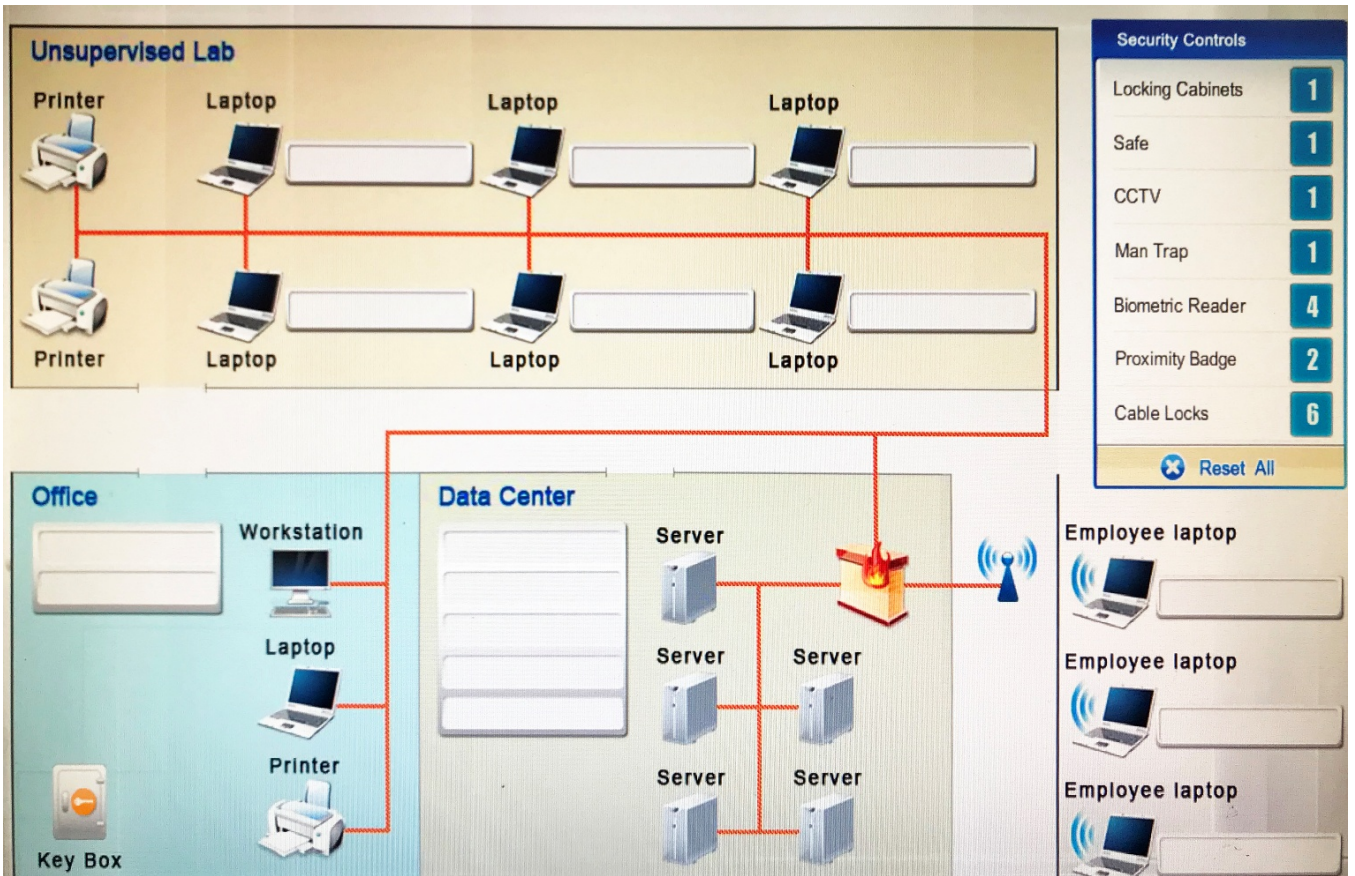 Unsupervised Lab
Printer
Laptop
Laptop
Laptop
Printer
Laptop
Laptop
Laptop
Office
Workstation
Laptop
Printer
Key Box
Data Center
Server
Server
Server
Server
Server
Security Controls
Locking Cabinets 1
Safe 1
CCTV 1
Man Trap 1
Biometric Reader 4
Proximity Badge 2
Cable Locks 6
Reset All
Employee laptop
Employee laptop
Employee laptop